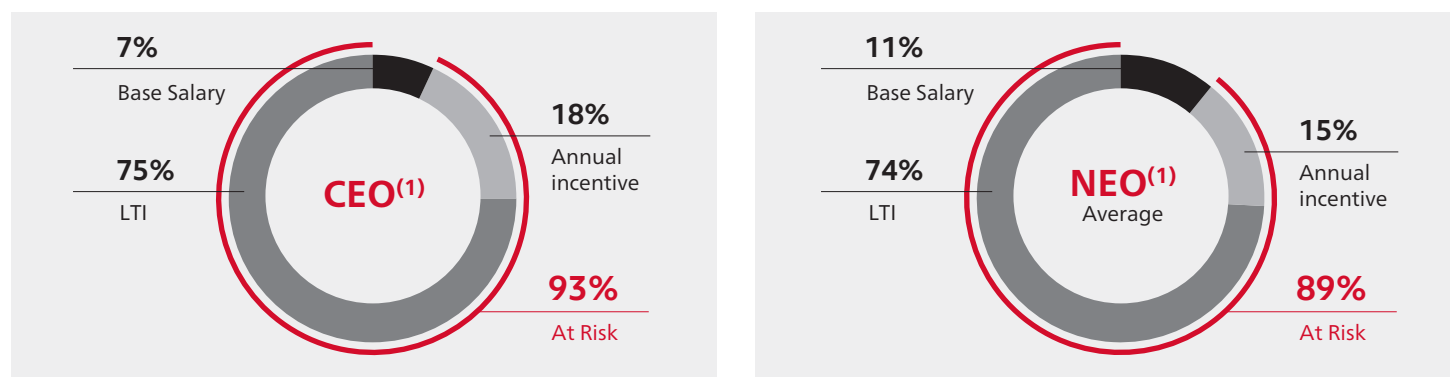 7%
Base Salary
18%
Annual
incentive
75%
LTI
CEO(1)
93%
At Risk
11%
Base Salary
15%
Annual
incentive
74%
LTI
NEO(1)
Average
89%
At Risk